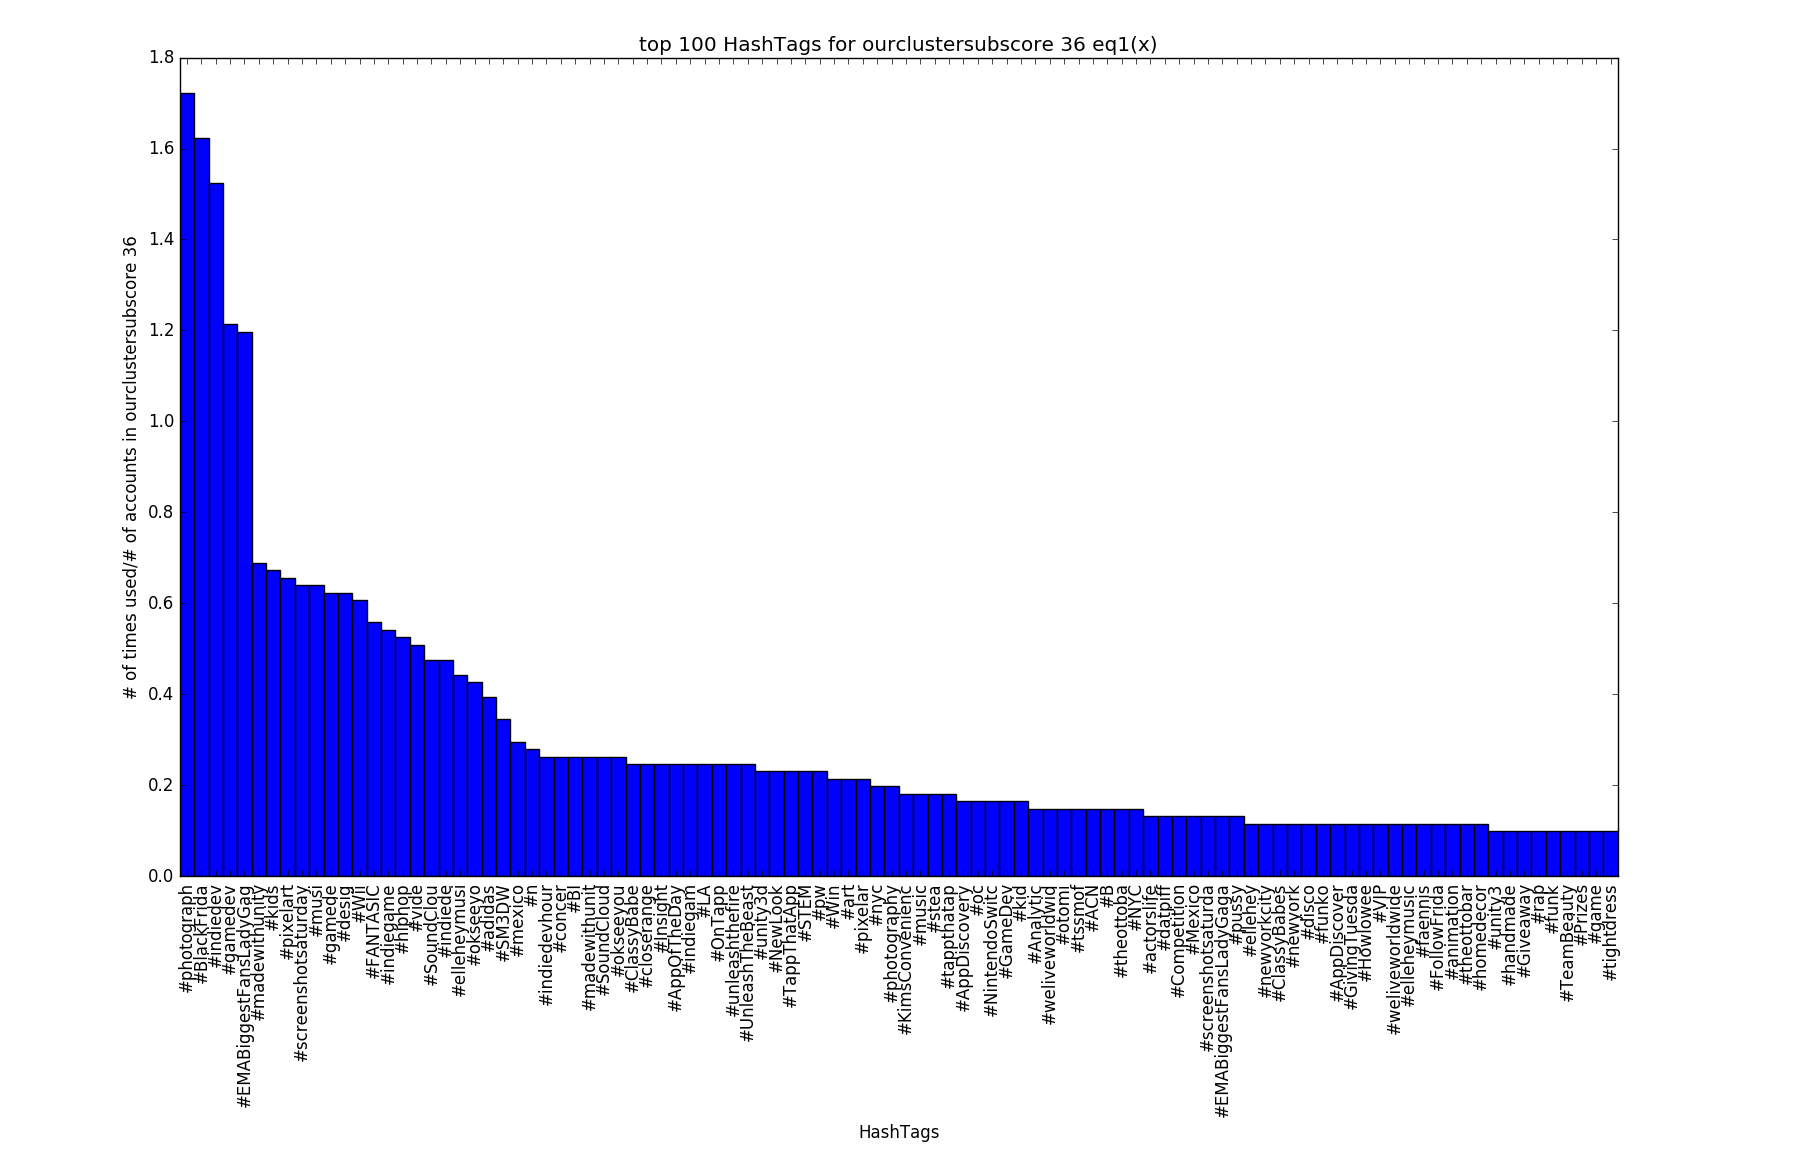 top 100 HashTags for ourclustersubscore 36 eq1(x)
# of times used/# of accounts in ourclustersubscore 36
1.8
1.6
1.4
1.2
1.0
0.8
0.6
0.4
0.2
0.0
#photograph
#BlackFrida
#indiedev
#gamedev
#EMABiggestFansLadyGag
#madewithunity
#kids
#pixelart
#screenshotsaturday
#musi
#gamede
#desig
#Wii
#FANTASIC
#indiegame
#hiphop
#vide
#SoundClou
#indiede
#elleheymusi
#okseeyo
#adidas
#SM3DW
#mexico
#n
#indiedevhour
#concer
#BI
#madewithunit
#SoundCloud
#okseeyou
#ClassyBabe
#closerange
#Insight
#AppOfTheDay
#indiegam
#LA
#OnTapp
#unleashthefire
#UnleashTheBeast
#unity3d
#NewLook
#TappThatApp
#STEM
#pw
#Win
#art
#pixelar
#nyc
#photography
#KimsConvenienc
#music
#stea
#tappthatap
#AppDiscovery
#oc
#NintendoSwitc
#GameDev
#kid
#Analytic
#weliveworldwid
#otomi
#tssmof
#ACN
#B
#theottoba
#NYC
#actorslife
#datpiff
#Competition
#Mexico
#screenshotsaturda
#EMABiggestFansLadyGaga
#pussy
#ellehey
#newyorkcity
#ClassyBabes
#newyork
#disco
#funko
#AppDiscover
#GivingTuesda
#Howlowee
#VIP
#weliveworldwide
#elleheymusic
#faennis
#FollowFrida
#animation
#theottobar
#homedecor
#unity3
#handmade
#Giveaway
#rap
#funk
#TeamBeauty
#Prizes
#game
#tightdress
HashTags